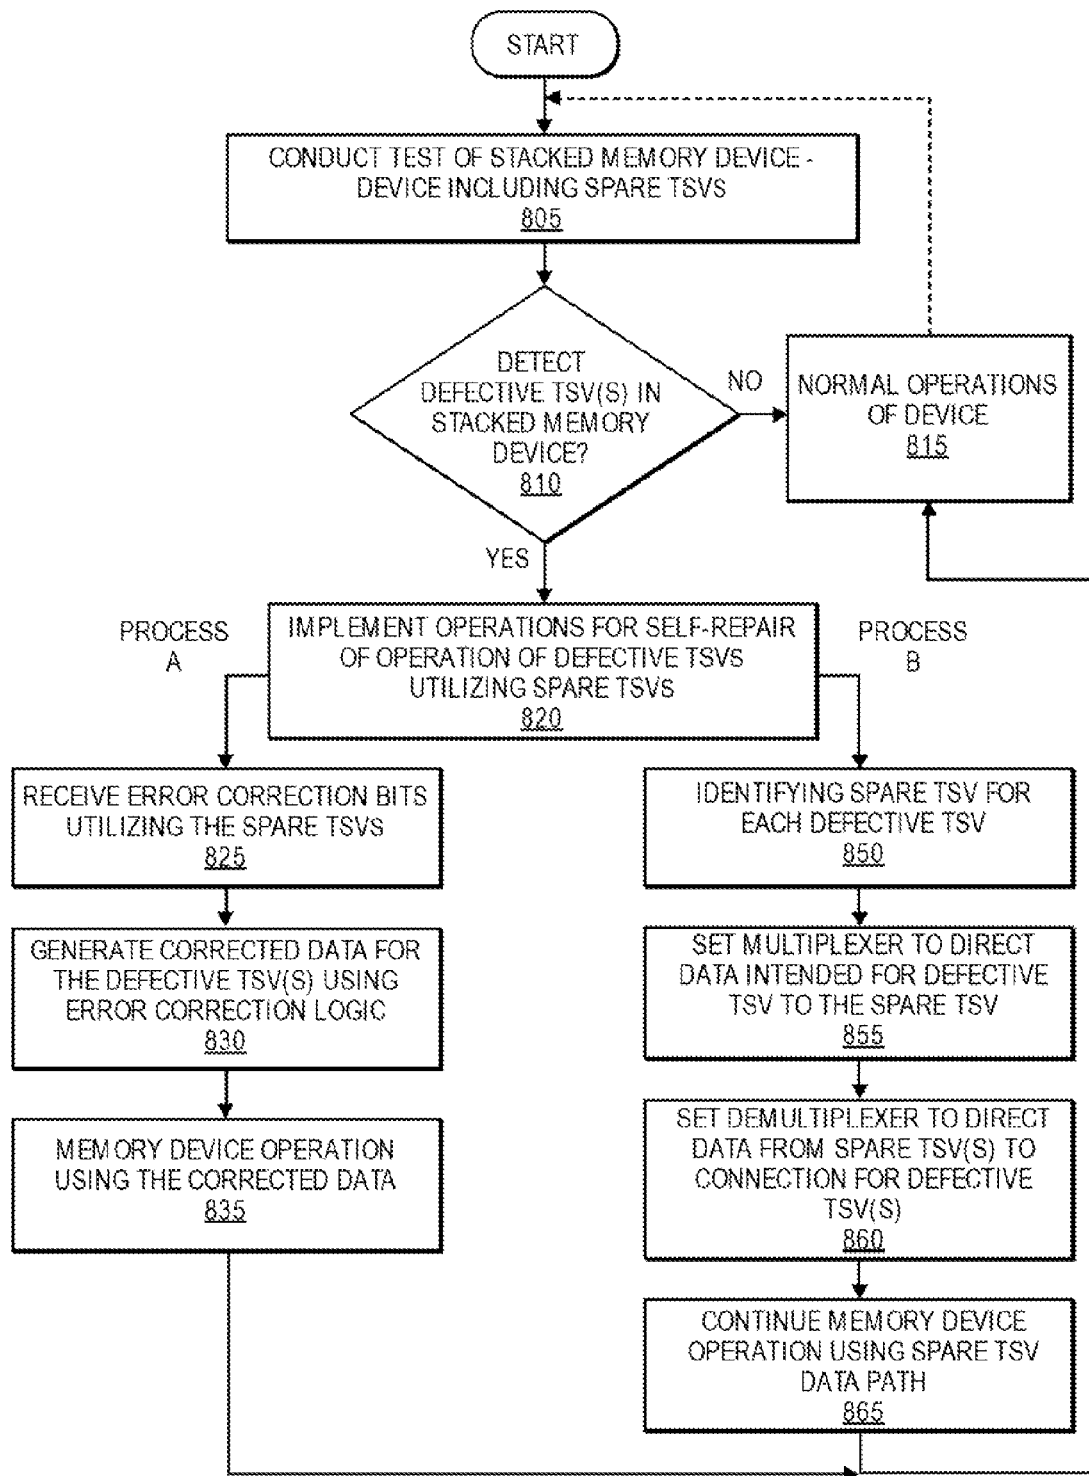 START
CONDUCT TEST OF STACKED MEMORY DEVICE -
DEVICE INCLUDING SPARE TSVS
805
DETECT
DEFECTIVE TSV(S) IN
STACKED MEMORY
DEVICE?
810
NO
NORMAL OPERATIONS
OF DEVICE
815
YES
PROCESS
A
IMPLEMENT OPERATIONS FOR SELF-REPAIR
OF OPERATION OF DEFECTIVE TSVS
UTILIZING SPARE TSVS
820
PROCESS
B
RECEIVE ERROR CORRECTION BITS
UTILIZING THE SPARE TSVS
825
GENERATE CORRECTED DATA FOR
THE DEFECTIVE TSV(S) USING
ERROR CORRECTION LOGIC
830
MEMORY DEVICE OPERATION
USING THE CORRECTED DATA
835
IDENTIFYING SPARE TSV FOR
EACH DEFECTIVE TSV
850
SET MULTIPLEXER TO DIRECT
DATA INTENDED FOR DEFECTIVE
TSV TO THE SPARE TSV
855
SET DEMULTIPLEXER TO DIRECT
DATA FROM SPARE TSV(S) TO
CONNECTION FOR DEFECTIVE
TSV(S)
860
CONTINUE MEMORY DEVICE
OPERATION USING SPARE TSV
DATA PATH
865